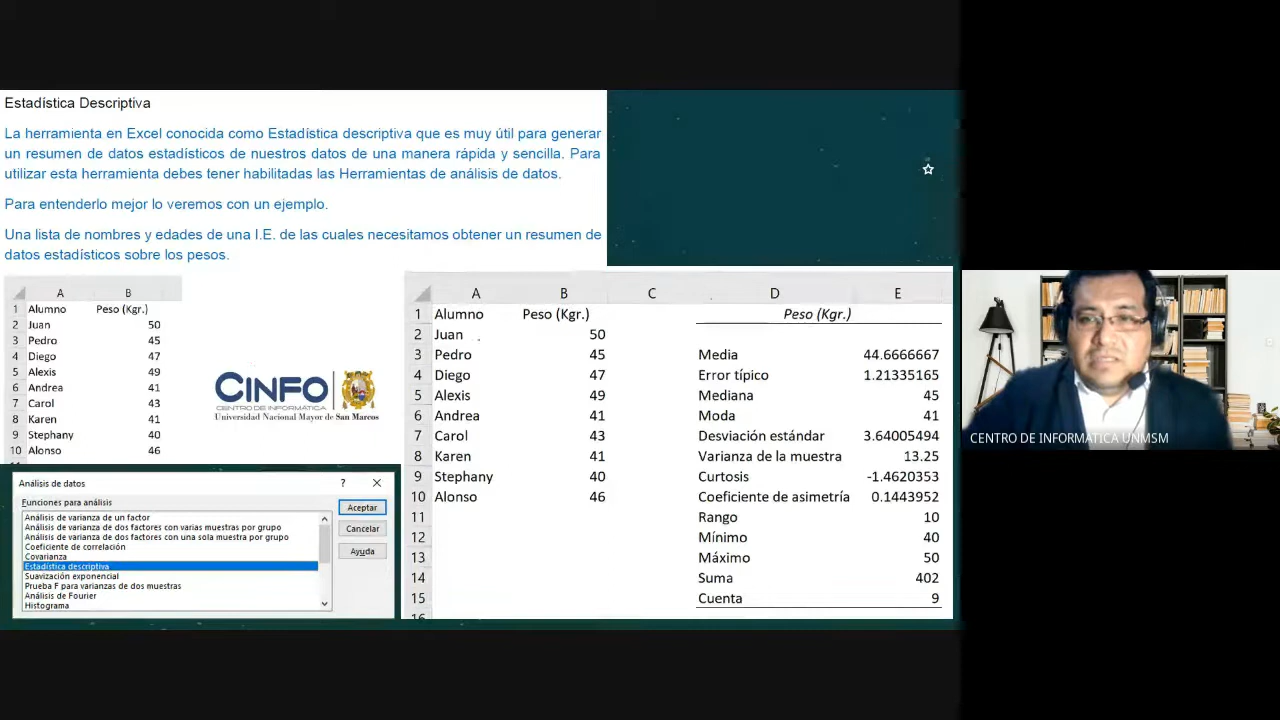 Estadística Descriptiva
La herramienta en Excel conocida como Estadística descriptiva que es muy útil para generar
un resumen de datos estadísticos de nuestros datos de una manera rápida y sencilla. Para
utilizar esta herramienta debes tener habilitadas las Herramientas de análisis de datos.
Para entenderlo mejor lo veremos con un ejemplo.
Una lista de nombres y edades de una I.E. de las cuales necesitamos obtener un resumen de
datos estadísticos sobre los pesos.
A B
1 Alumno Peso (Kgr.)
2 Juan 50
3 Pedro 45
4 Diego 47
5 Alexis 49
6 Andrea 41
7 Carol 43
8 Karen 41
9 Stephany 40
10 Alonso 46
CINFO
CENTRO DE INFORMATICA
Universidad Nacional Mayor de San Marcos
Análisis de datos ? X
Funciones para análisis
Análisis de varianza de un factor
Análisis de varianza de dos factores con varias muestras por grupo
Análisis de varianza de dos factores con una sola muestra por grupo
Coeficiente de correlación
Covarianza
Estadística descriptiva
Suavización exponencial
Prueba F para varianzas de dos muestras
Análisis de Fourier
Histograma
Aceptar
Cancelar
Ayuda
A B C D E
1 Alumno Peso (Kgr.) Peso (Kgr.)
2 Juan 50
3 Pedro 45 Media 44.6666667
4 Diego 47 Error típico 1.21335165
5 Alexis 49 Mediana 45
6 Andrea 41 Moda 41
7 Carol 43 Desviación estándar 3.64005494
8 Karen 41 Varianza de la muestra 13.25
9 Stephany 40 Curtosis -1.4620353
10 Alonso 46 Coeficiente de asimetría 0.1443952
11 Rango 10
12 Mínimo 40
13 Máximo 50
14 Suma 402
15 Cuenta 9
16
CENTRO DE INFORMATICA UNMSM